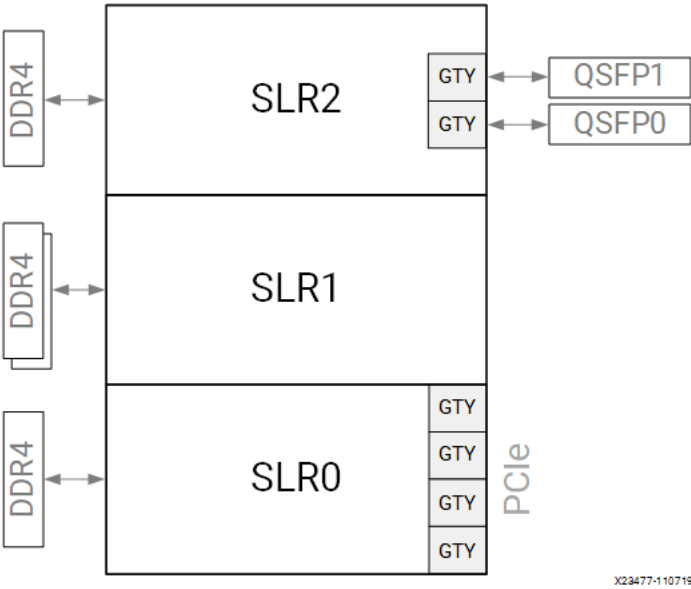 DDR4
SLR2
GTY
QSFP1
GTY
QSFP0
DDR4
SLR1
DDR4
SLR0
GTY
GTY
GTY
GTY
PCIe
X23477-110719